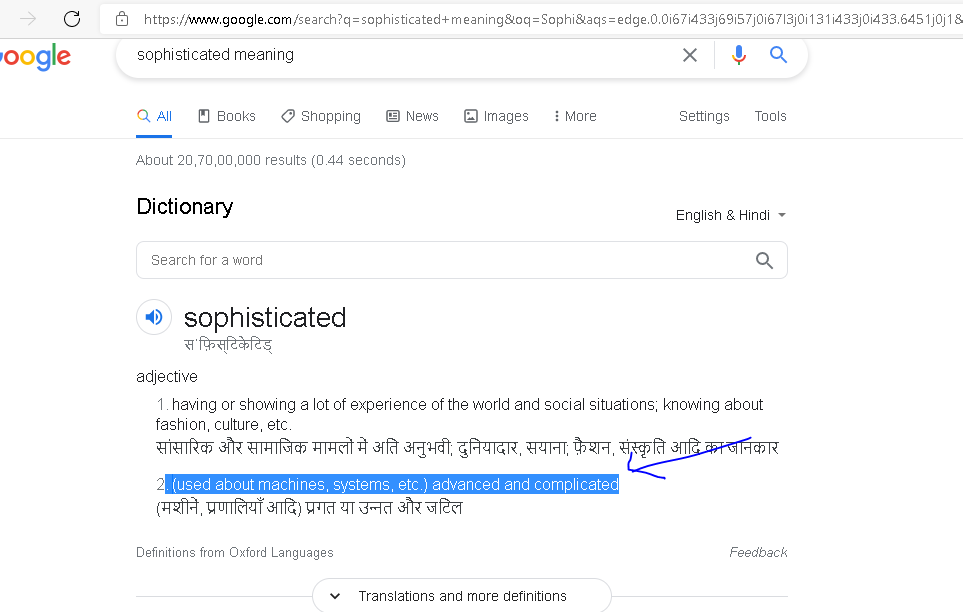 https://www.google.com/search?q=sophisticated+meaning&oq=Sophi&aqs=edge.0.0i67i433j69i57j0i67l3j0i131i433j0i433.6451j0j1&
oogle
sophisticated meaning
All Books Shopping News Images More Settings Tools
About 20,70,00,000 results (0.44 seconds)
Dictionary
English & Hindi
Search for a word
sophisticated
स'फ़िस्‌टिकेटिड्
adjective
1. having or showing a lot of experience of the world and social situations; knowing about
fashion, culture, etc.
सांसारिक और सामाजिक मामलों में अति अनुभवी; दुनियादार, सयाना; फ़ैशन, संस्कृति आदि का जानकार
2. (used about machines, systems, etc.) advanced and complicated
(मशीनें, प्रणालियाँ आदि) प्रगत या उन्नत और जटिल
Definitions from Oxford Languages
Feedback
Translations and more definitions